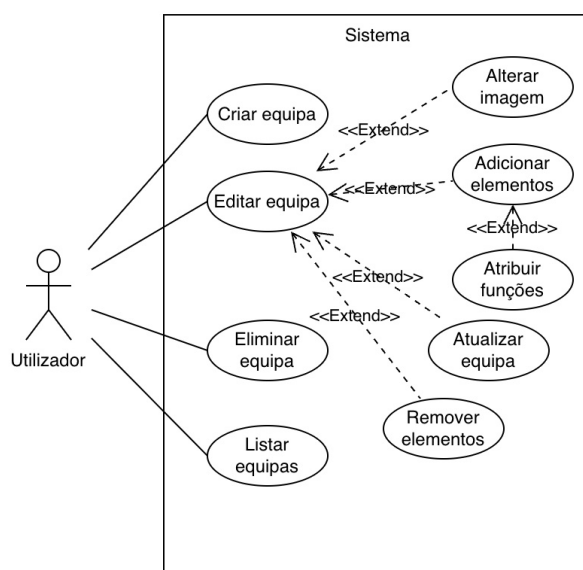 Sistema
Alterar
imagem
Criar equipa
<<Extend>>
Adicionar
elementos
Editar equipa
<<Extend>>
<<Extend>>
Atribuir
funções
<<Extend>>
<<Extend>>
Eliminar
equipa
Atualizar
equipa
Utilizador
Remover
elementos
Listar
equipas